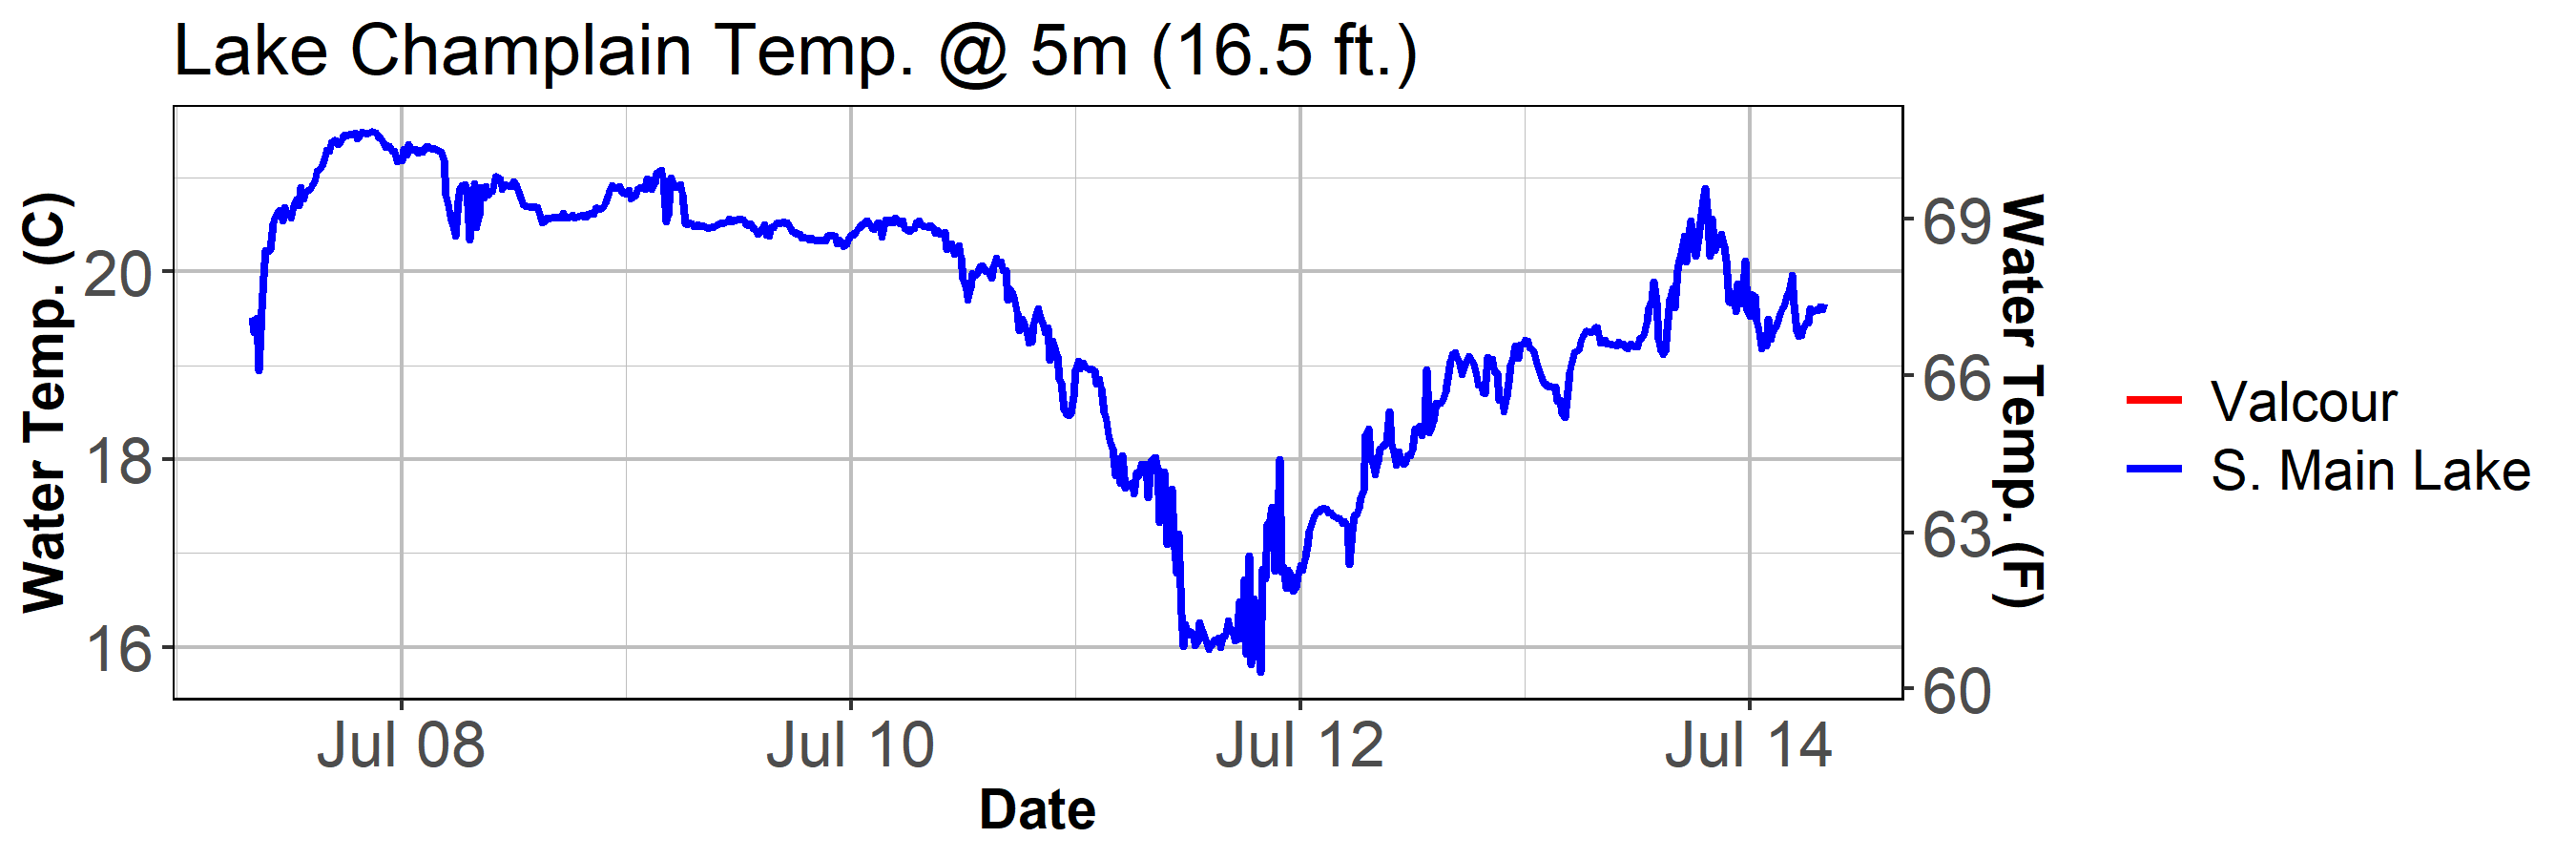 Lake Champlain Temp. @ 5m (16.5 ft.)
Water Temp. (C)
20
18
16
69
66
63
60
Water Temp. (F)
Jul 08
Jul 10
Jul 12
Jul 14
Date
Valcour
S. Main Lake